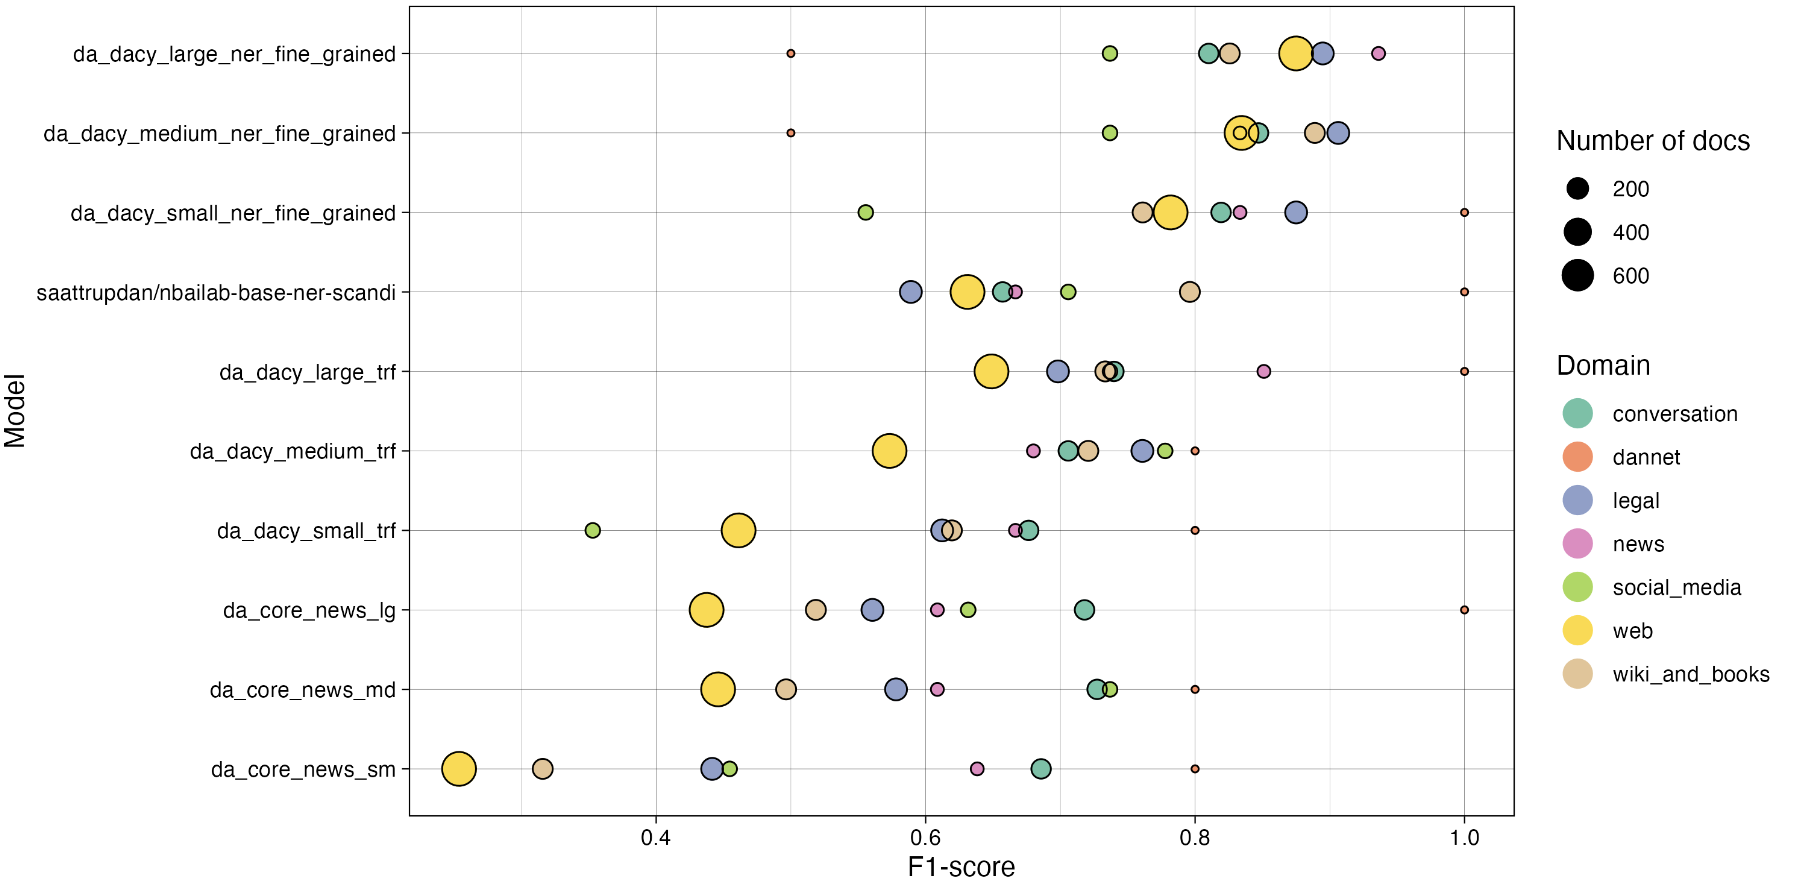 da_dacy_large_ner_fine_grained
da_dacy_medium_ner_fine_grained
da_dacy_small_ner_fine_grained
saattrupdan/nbailab-base-ner-scandi
da_dacy_large_trf
da_dacy_medium_trf
da_dacy_small_trf
da_core_news_lg
da_core_news_md
da_core_news_sm
Model
0.4 0.6 0.8 1.0
F1-score
Number of docs
200
400
600
Domain
conversation
dannet
legal
news
social_media
web
wiki_and_books